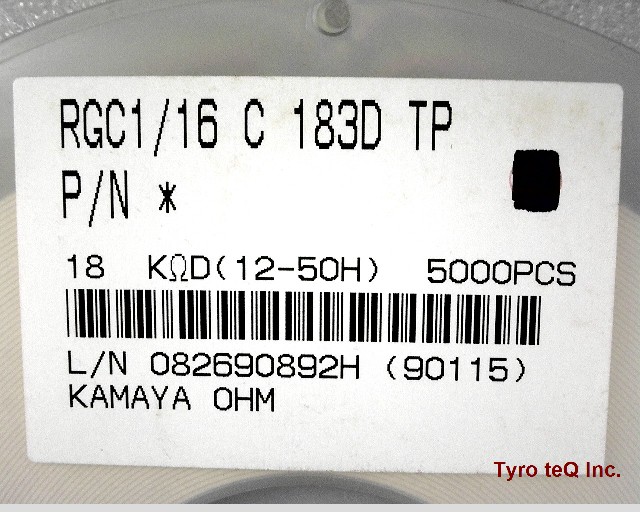 RGC1/16 C 183D TP
P/N *
18 KΩD(12-50H) 5000PCS
L/N 082690892H (90115)
KAMAYA OHM
Tyro teQ Inc.